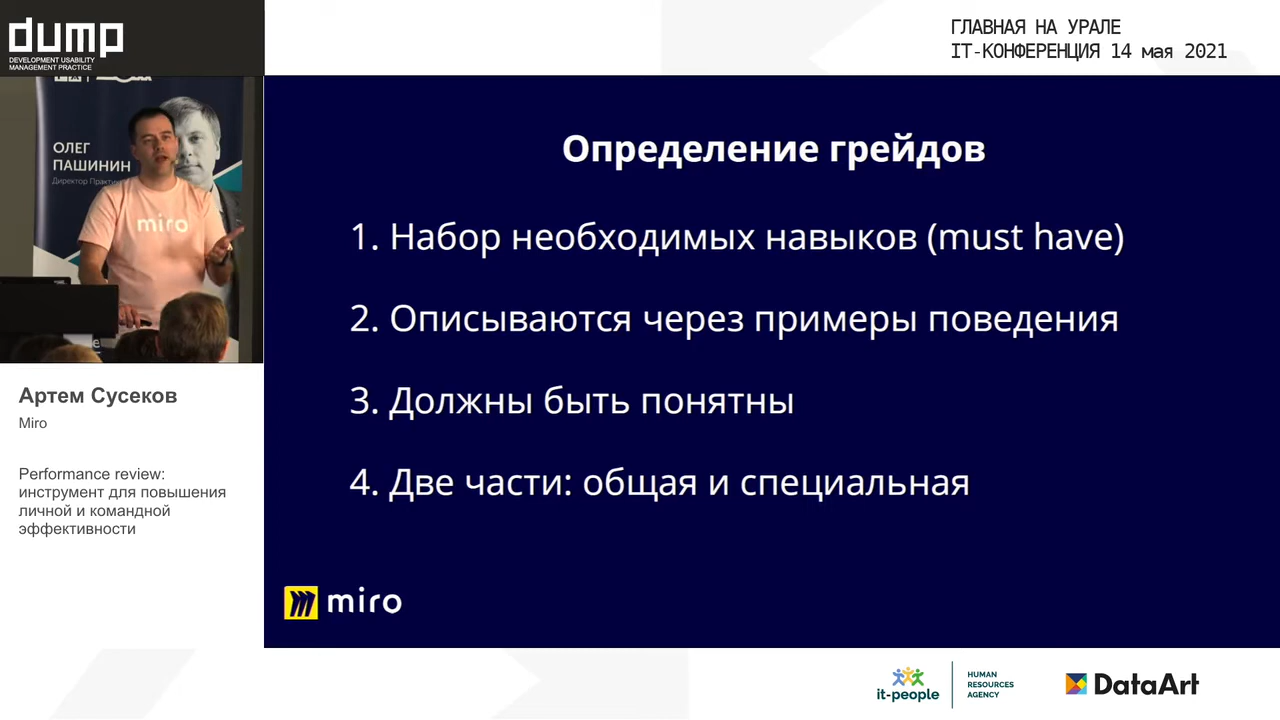 dump
DEVELOPMENT USABILITY
MANAGEMENT PRACTICE
ГЛАВНАЯ НА УРАЛЕ
IT-КОНФЕРЕНЦИЯ 14 мая 2021
ОЛЕГ
ПАШИНИН
miro
Определение грейдов
1. Набор необходимых навыков (must have)
2. Описываются через примеры поведения
3. Должны быть понятны
4. Две части: общая и специальная
miro
Артем Сусеков
Miro
Performance review:
инструмент для повышения
личной и командной
эффективности
it-people
HUMAN
RESOURCES
AGENCY
DataArt